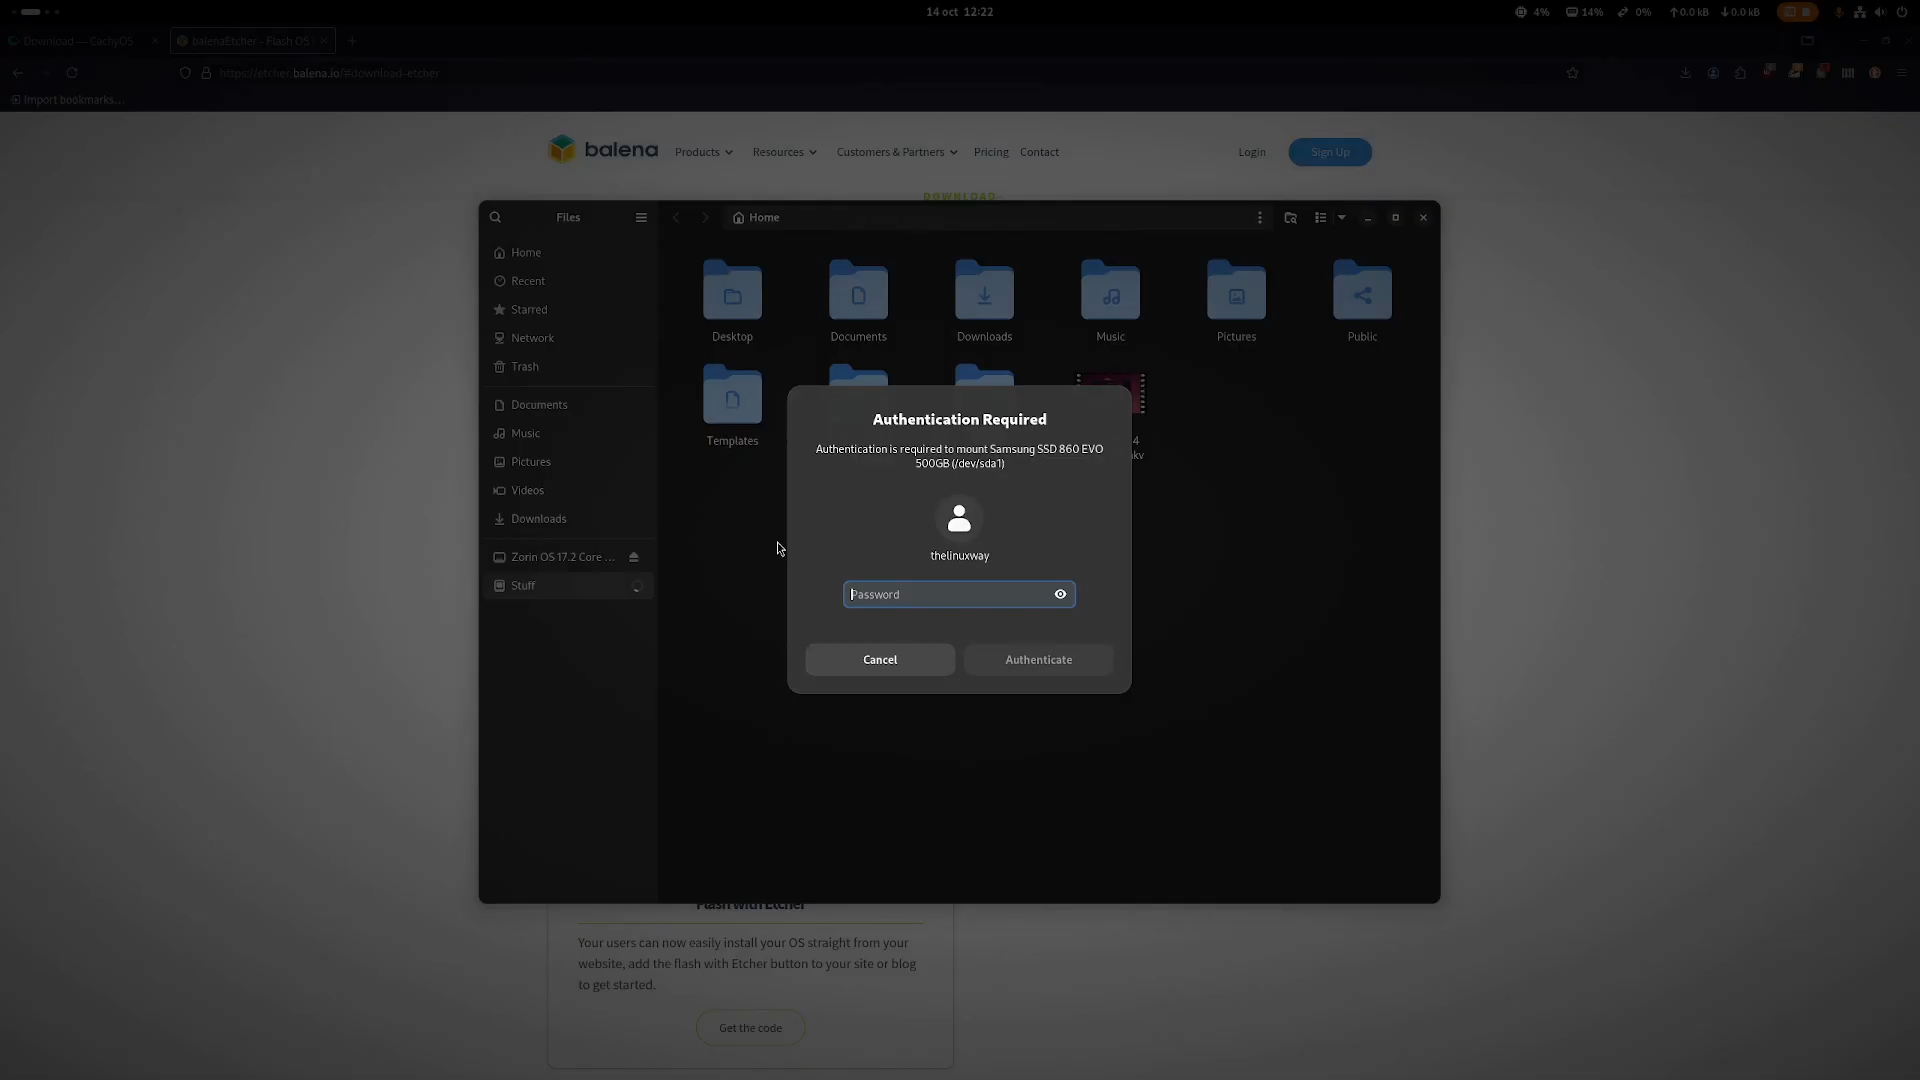 14 oct 12:22
4%
14%
0%
0.0 kB
0.0 kB
Download — CachyOS
balenaEtcher - Flash OS
https://etcher.balena.io/#download-etcher
Import bookmarks...
balena
Products
Resources
Customers & Partners
Pricing
Contact
Login
Sign Up
DOWNLOAD
Files
Home
Home
Recent
Starred
Network
Trash
Documents
Music
Pictures
Videos
Downloads
Zorin OS 17.2 Core ...
Stuff
Desktop
Documents
Downloads
Music
Pictures
Public
Templates
4
kv
Authentication Required
Authentication is required to mount Samsung SSD 860 EVO
500GB (/dev/sda1)
thelinuxway
Password
Cancel
Authenticate
Flash with Etcher
Your users can now easily install your OS straight from your
website, add the flash with Etcher button to your site or blog
to get started.
Get the code